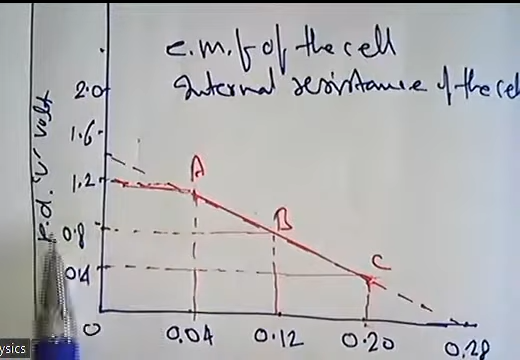 e.m.f of the cell
Internal resistance of the cel
p.d. 'V' volt
2.0
1.6
1.2
0.8
0.4
0
A
B
C
0.04
0.12
0.20
0.28
ysics